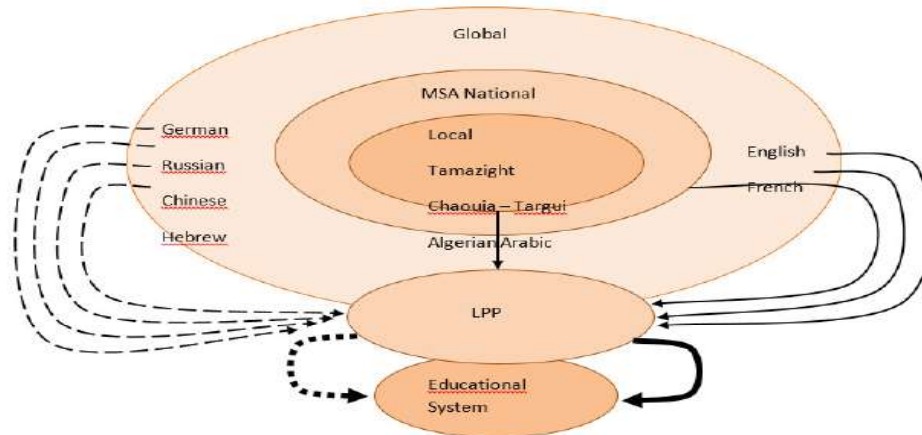 Global
MSA National
German
Russian
Chinese
Hebrew
Local
Tamazight
Chaouia – Targui
Algerian Arabic
English
French
LPP
Educational
System